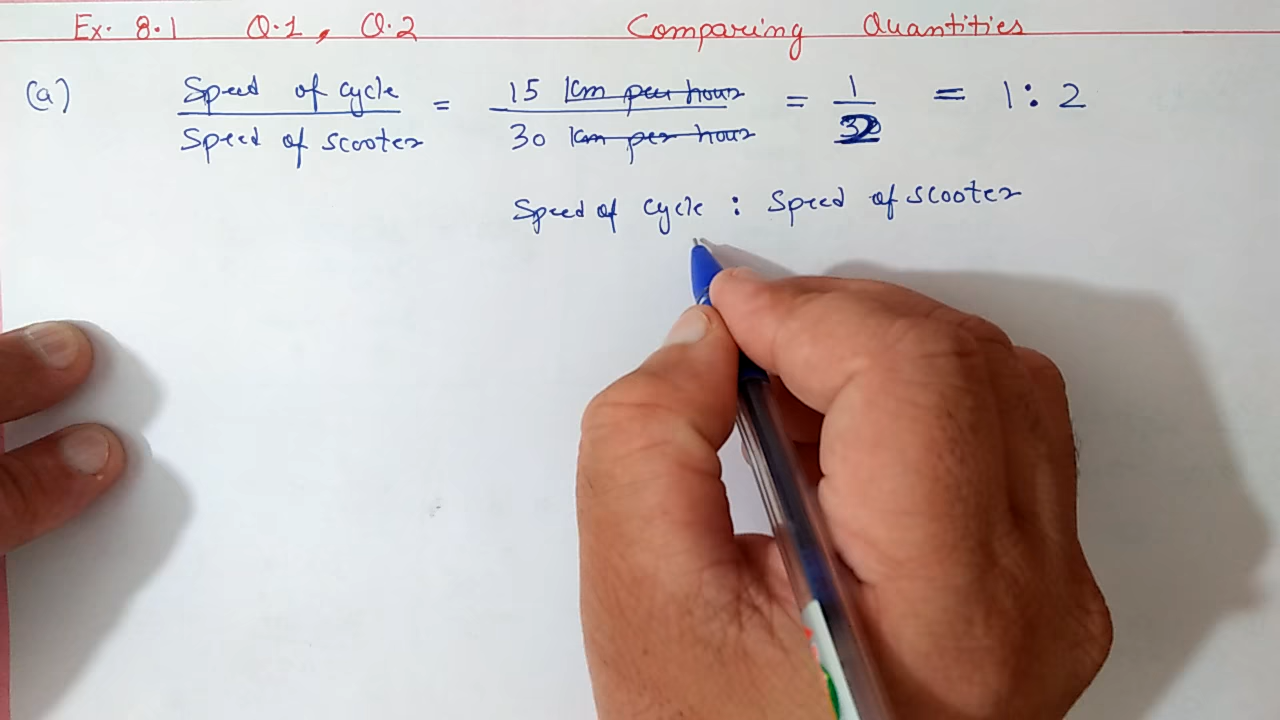 Ex. 8.1 Q.1, Q.2 Comparing Quantities
(a) Speed of cycle / Speed of scooter = 15 km per hour / 30 km per hour = 1 / 2 = 1 : 2
Speed of cycle : Speed of scooter